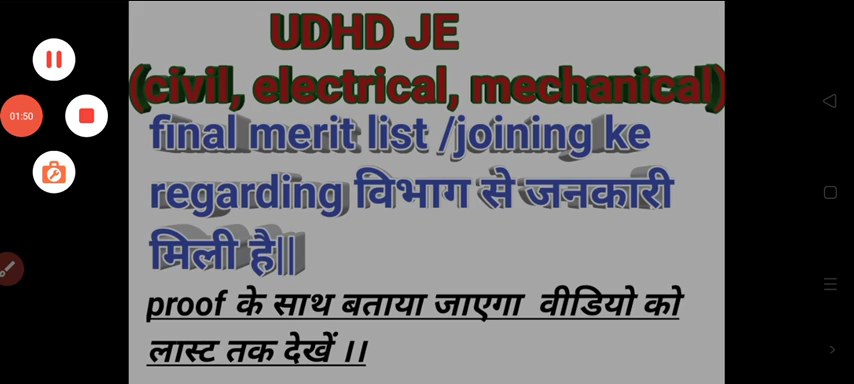 UDHD JE
(civil, electrical, mechanical)
final merit list /joining ke
regarding विभाग से जनकारी
मिली है||
proof के साथ बताया जाएगा वीडियो को
लास्ट तक देखें ।।
01:50